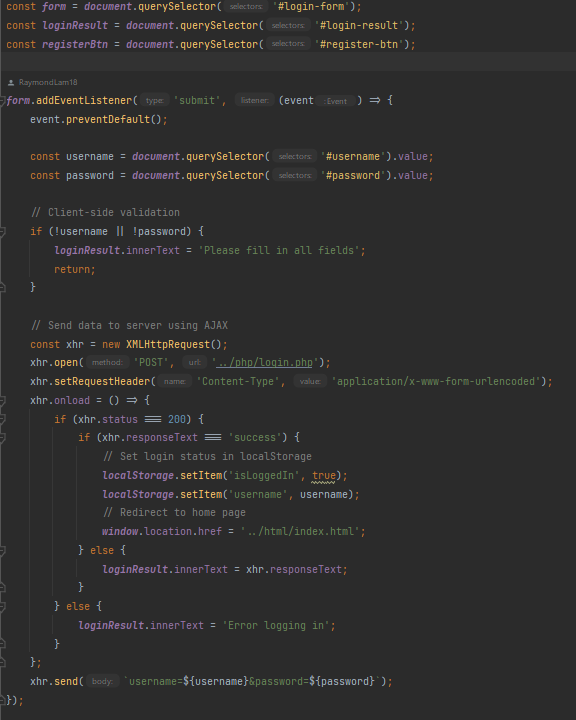 const form = document.querySelector( selectors: '#login-form');
const loginResult = document.querySelector( selectors: '#login-result');
const registerBtn = document.querySelector( selectors: '#register-btn');
RaymondLam18
form.addEventListener( type: 'submit', listener: (event : Event ) => {
event.preventDefault();
const username = document.querySelector( selectors: '#username').value;
const password = document.querySelector( selectors: '#password').value;
// Client-side validation
if (!username || !password) {
loginResult.innerText = 'Please fill in all fields';
return;
}
// Send data to server using AJAX
const xhr = new XMLHttpRequest();
xhr.open( method: 'POST', url: '../php/login.php');
xhr.setRequestHeader( name: 'Content-Type', value: 'application/x-www-form-urlencoded');
xhr.onload = () => {
if (xhr.status === 200) {
if (xhr.responseText === 'success') {
// Set login status in localStorage
localStorage.setItem('isLoggedIn', true);
localStorage.setItem('username', username);
// Redirect to home page
window.location.href = '../html/index.html';
} else {
loginResult.innerText = xhr.responseText;
}
} else {
loginResult.innerText = 'Error logging in';
}
};
xhr.send( body: `username=${username}&password=${password}`);
});